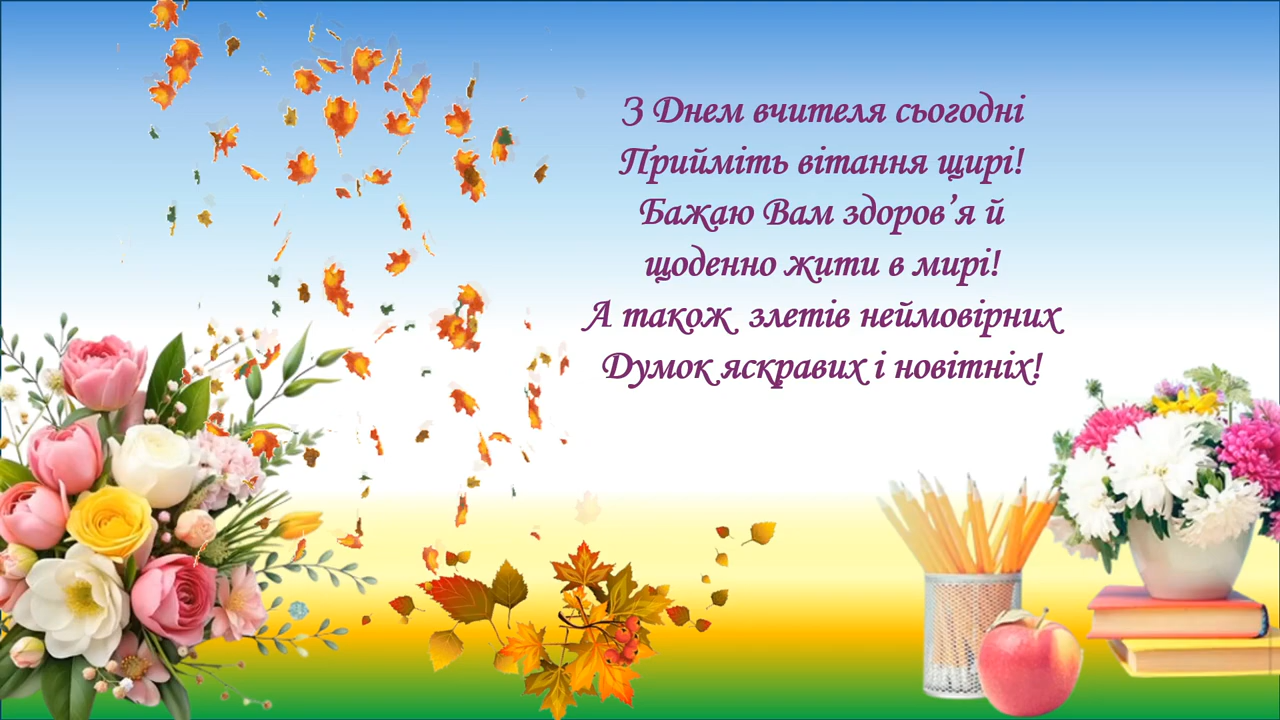 З Днем вчителя сьогодні
Прийміть вітання щирі!
Бажаю Вам здоров’я й
щоденно жити в мирі!
А також злетів неймовірних
Думок яскравих і новітніх!